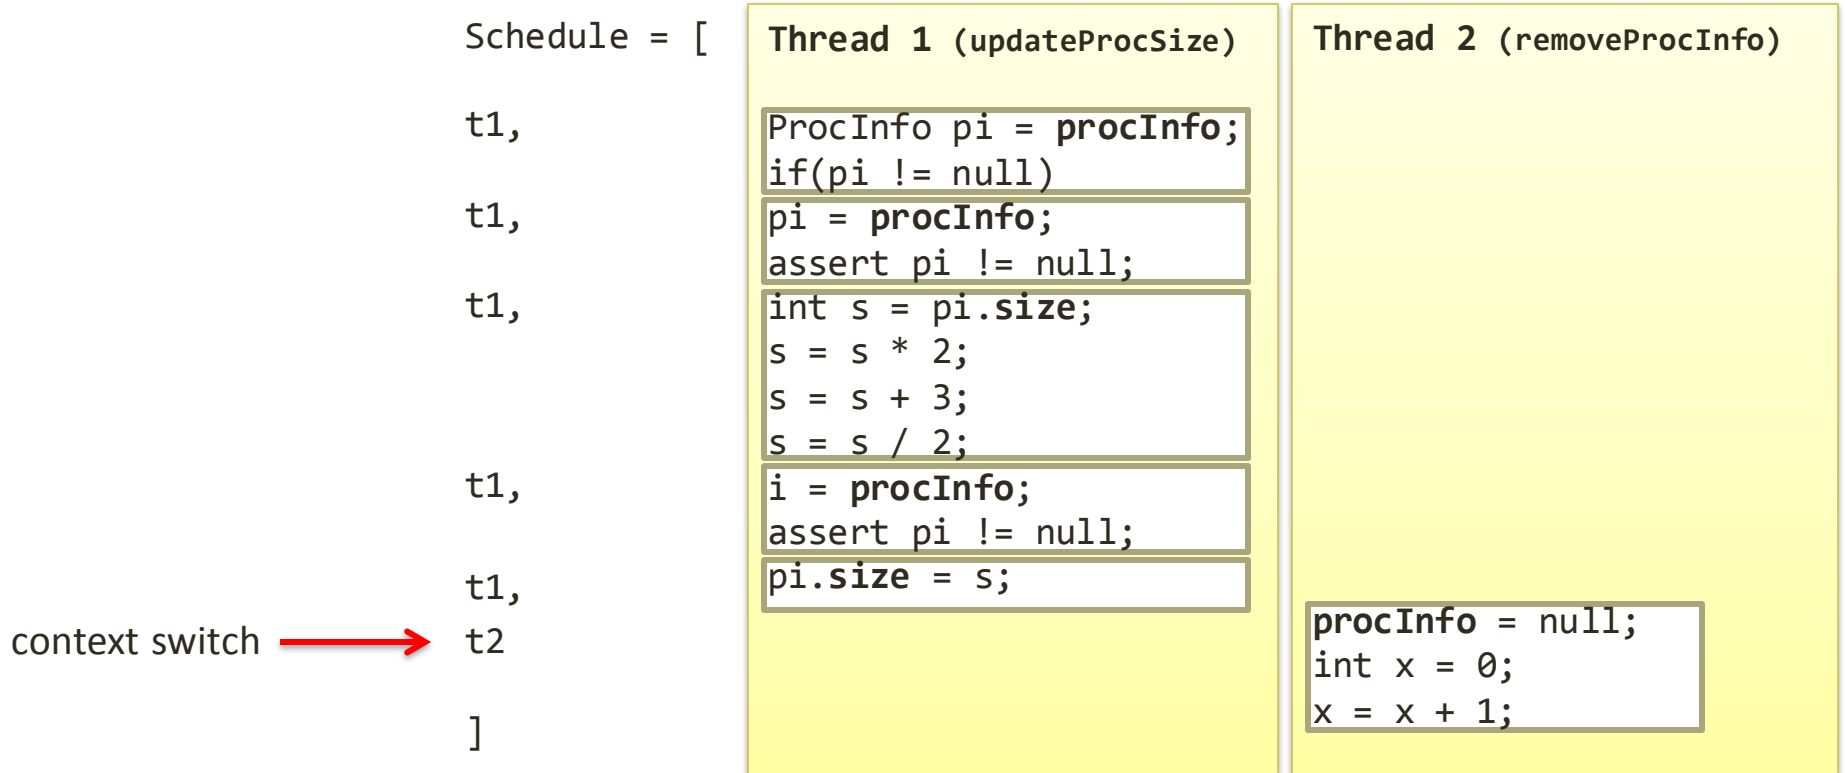 Schedule = [
Thread 1 (updateProcSize)
Thread 2 (removeProcInfo)
t1,
ProcInfo pi = procInfo;
if(pi != null)
t1,
pi = procInfo;
assert pi != null;
t1,
int s = pi.size;
s = s * 2;
s = s + 3;
s = s / 2;
t1,
i = procInfo;
assert pi != null;
t1,
pi.size = s;
context switch
t2
procInfo = null;
int x = 0;
x = x + 1;
]